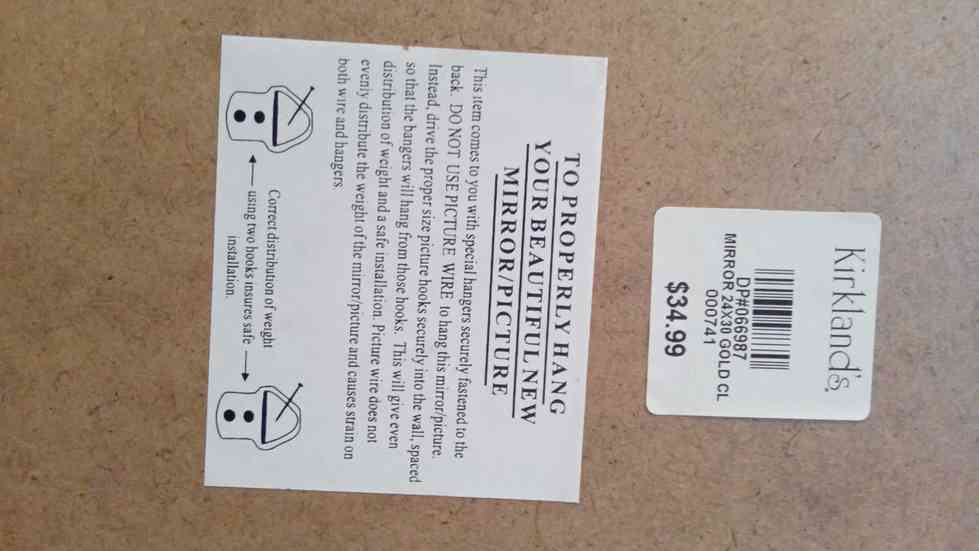 Kirkland's
DP#066987
MIRROR 24X30 GOLD CL
000741
$34.99
TO PROPERLY HANG
YOUR BEAUTIFUL NEW
MIRROR/PICTURE
This item comes to you with special hangers securely fastened to the
back. DO NOT USE PICTURE WIRE to hang this mirror/picture.
Instead, drive the proper size picture hooks securely into the wall, spaced
so that the hangers will hang from those hooks. This will give even
distribution of weight and a safe installation. Picture wire does not
evenly distribute the weight of the mirror/picture and causes strain on
both wire and hangers
Correct distribution of weight
using two hooks insures safe
installation.